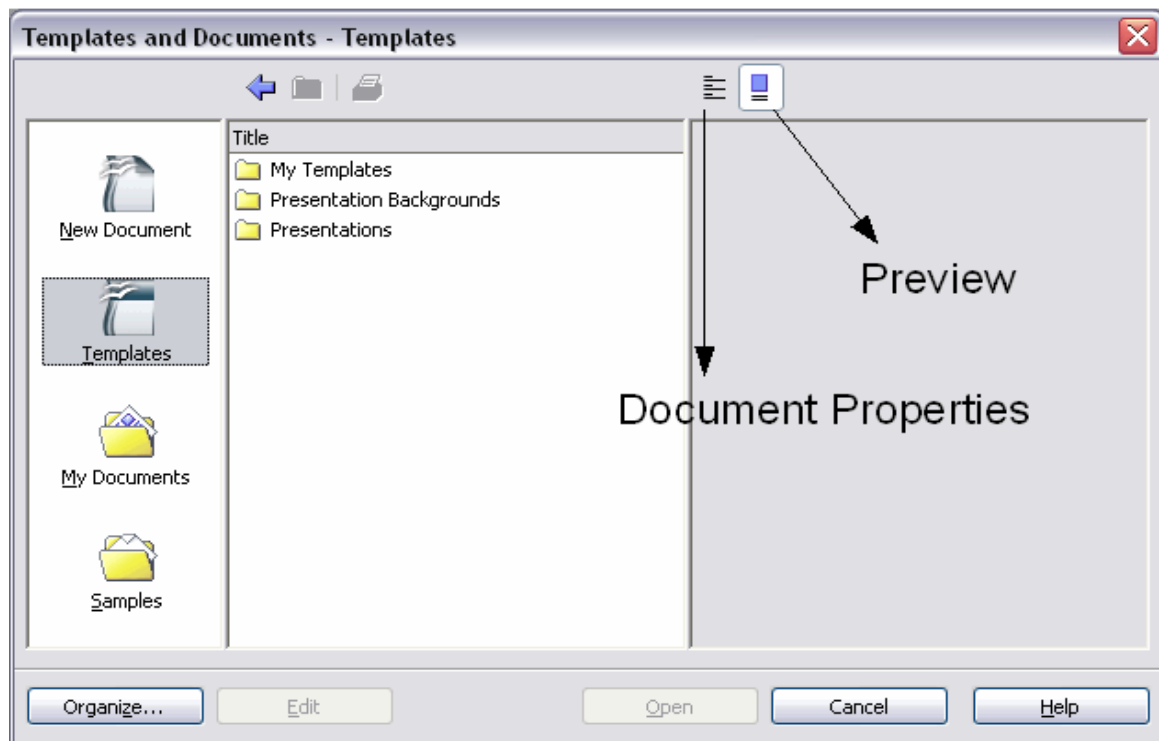 Templates and Documents - Templates
Title
My Templates
Presentation Backgrounds
Presentations
New Document
Templates
My Documents
Samples
Preview
Document Properties
Organize...
Edit
Open
Cancel
Help